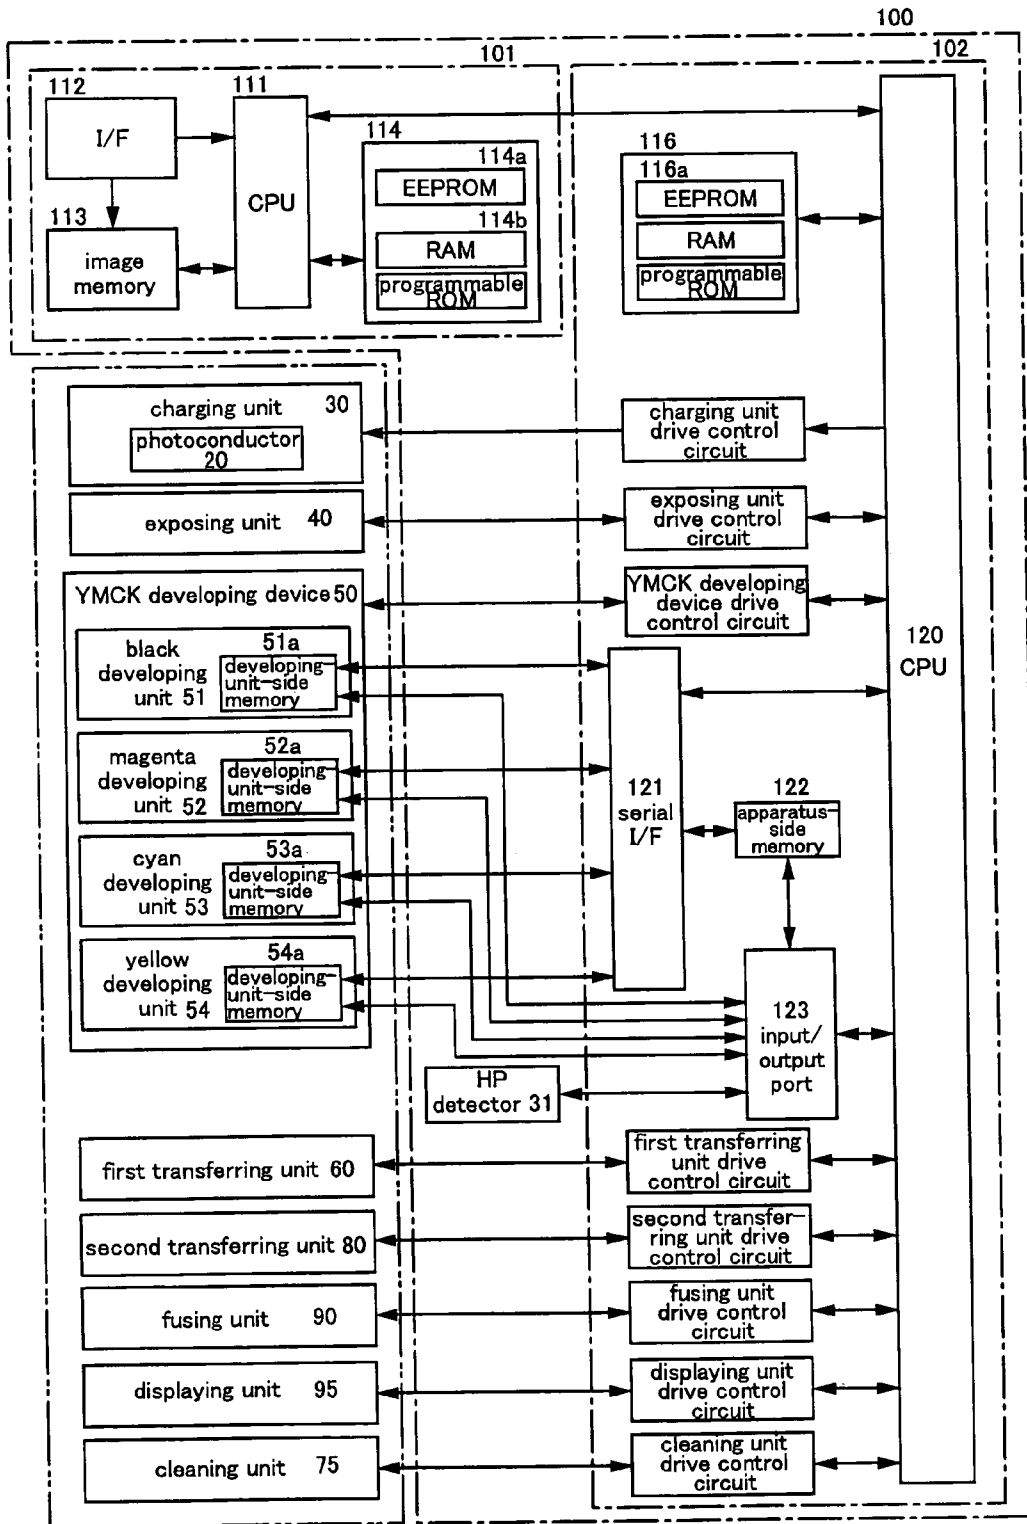 100
101
102
112
I/F
111
CPU
113
image
memory
114
114a
EEPROM
114b
RAM
programmable
ROM
116
116a
EEPROM
RAM
programmable
ROM
charging unit 30
photoconductor
20
charging unit
drive control
circuit
exposing unit 40
exposing unit
drive control
circuit
YMCK developing device 50
YMCK developing
device drive
control circuit
120
CPU
black
developing
unit 51
51a
developing-
unit-side
memory
magenta
developing
unit 52
52a
developing-
unit-side
memory
cyan
developing
unit 53
53a
developing-
unit-side
memory
yellow
developing
unit 54
54a
developing-
unit-side
memory
121
serial
I/F
122
apparatus-
side
memory
123
input/
output
port
HP
detector 31
first transferring unit 60
first transferring
unit drive
control circuit
second transferring unit 80
second transfer-
ring unit drive
control circuit
fusing unit 90
fusing unit
drive control
circuit
displaying unit 95
displaying unit
drive control
circuit
cleaning unit 75
cleaning unit
drive control
circuit